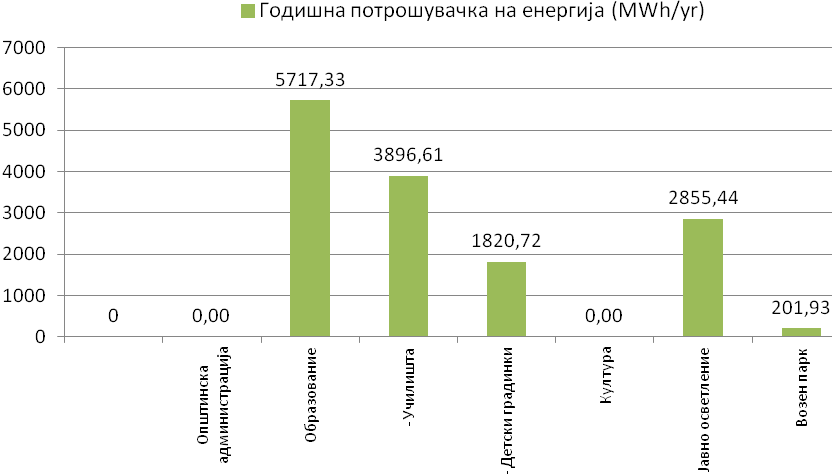 Годишна потрошувачка на енергија (MWh/yr)
7000
6000
5000
4000
3000
2000
1000
0
0
0,00
5717,33
3896,61
1820,72
0,00
2855,44
201,93
Општинска
администрација
Образование
- Училишта
- Детски градинки
Култура
Јавно осветление
Возен парк